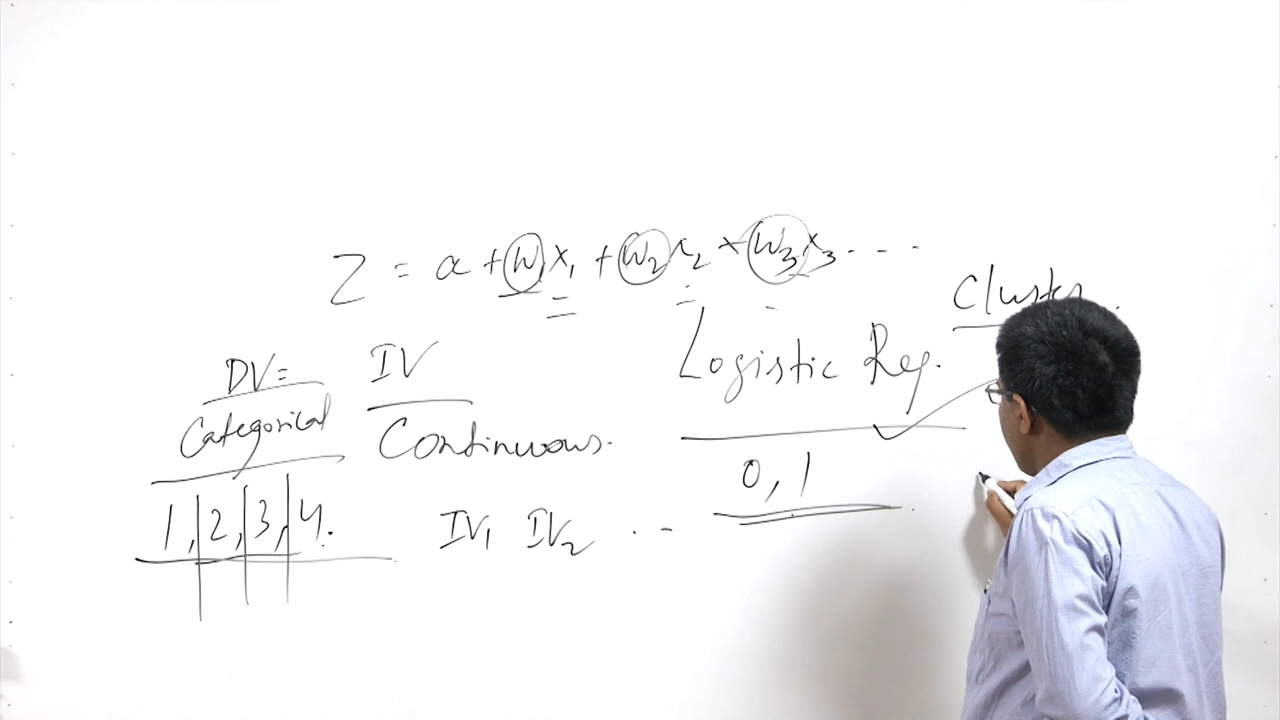 Z = α + W₁x₁ + W₂x₂ + W₃x₃ . . . .
Cluster
DV= IV Logistic Reg.
Categorical Continuous.
0, 1
1, 2, 3, 4. IV₁ IV₂ . . –